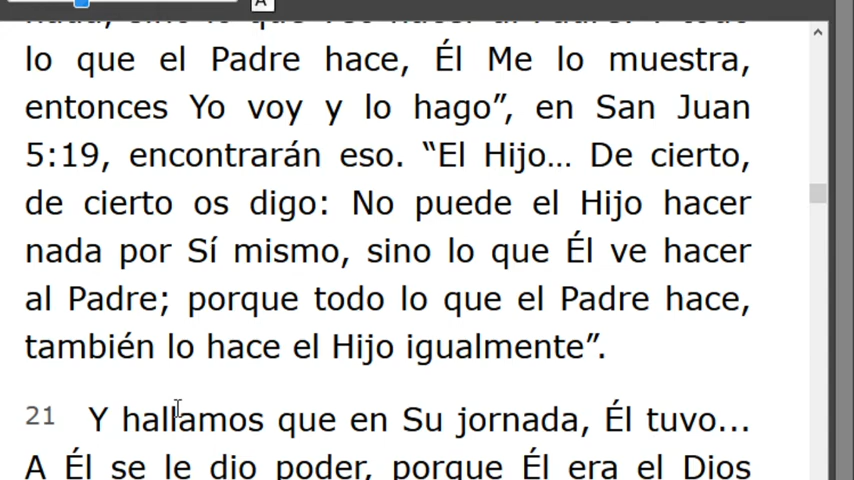 lo que el Padre hace, Él Me lo muestra,
entonces Yo voy y lo hago”, en San Juan
5:19, encontrarán eso. “El Hijo... De cierto,
de cierto os digo: No puede el Hijo hacer
nada por Sí mismo, sino lo que Él ve hacer
al Padre; porque todo lo que el Padre hace,
también lo hace el Hijo igualmente”.
21 Y hallamos que en Su jornada, Él tuvo...
A Él se le dio poder, porque Él era el Dios